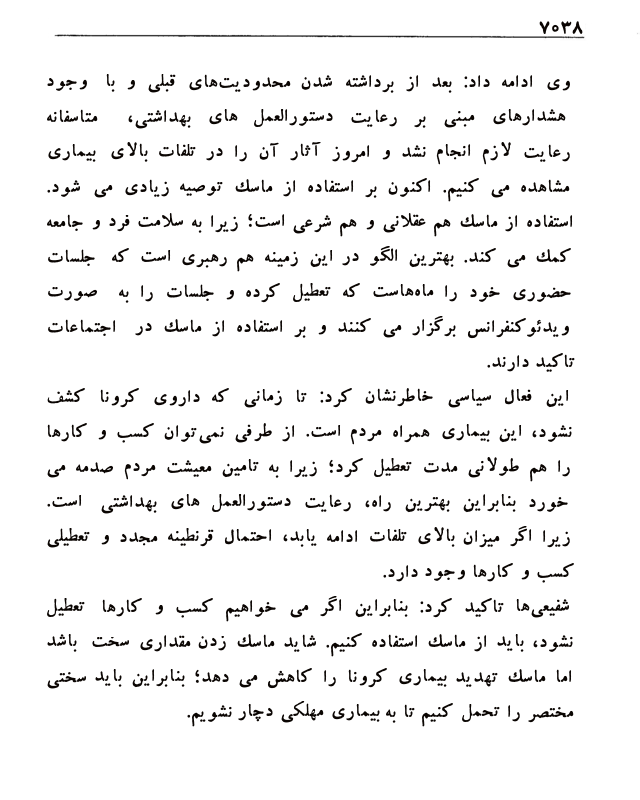 ۷۰۳۸
وی ادامه داد: بعد از برداشته شدن محدودیت‌های قبلی و با وجود
هشدارهای مبنی بر رعایت دستورالعمل های بهداشتی، متاسفانه
رعایت لازم انجام نشد و امروز آثار آن را در تلفات بالای بیماری
مشاهده می کنیم. اکنون بر استفاده از ماسك توصیه زیادی می شود.
استفاده از ماسك هم عقلانی و هم شرعی است؛ زیرا به سلامت فرد و جامعه
کمك می کند. بهترین الگو در این زمینه هم رهبری است که جلسات
حضوری خود را ماه‌هاست که تعطیل کرده و جلسات را به صورت
ویدئوکنفرانس برگزار می کنند و بر استفاده از ماسك در اجتماعات
تاکید دارند.
این فعال سیاسی خاطرنشان کرد: تا زمانی که داروی کرونا کشف
نشود، این بیماری همراه مردم است. از طرفی نمی‌توان کسب و کارها
را هم طولانی مدت تعطیل کرد؛ زیرا به تامین معیشت مردم صدمه می
خورد بنابراین بهترین راه، رعایت دستورالعمل های بهداشتی است.
زیرا اگر میزان بالای تلفات ادامه یابد، احتمال قرنطینه مجدد و تعطیلی
کسب و کارها وجود دارد.
شفیعی‌ها تاکید کرد: بنابراین اگر می خواهیم کسب و کارها تعطیل
نشود، باید از ماسك استفاده کنیم. شاید ماسك زدن مقداری سخت باشد
اما ماسك تهدید بیماری کرونا را کاهش می دهد؛ بنابراین باید سختی
مختصر را تحمل کنیم تا به بیماری مهلکی دچار نشویم.